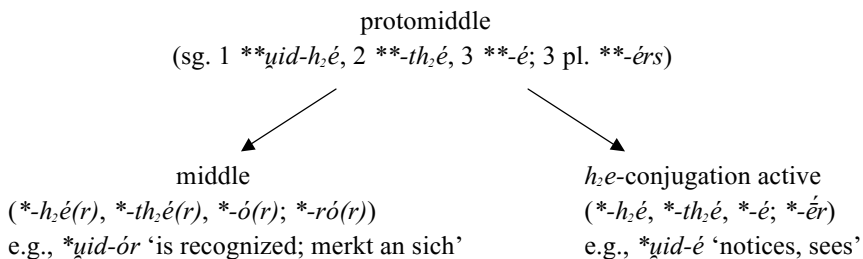 protomiddle
(sg. 1 **u̯id-h₂é, 2 **-th₂é, 3 **-é; 3 pl. **-érs)
middle
(*-h₂é(r), *-th₂é(r), *-ó(r); *-ró(r))
e.g., *u̯id-ór ‘is recognized; merkt an sich’
h₂e-conjugation active
(*-h₂é, *-th₂é, *-é; *-ḗr)
e.g., *u̯id-é ‘notices, sees’